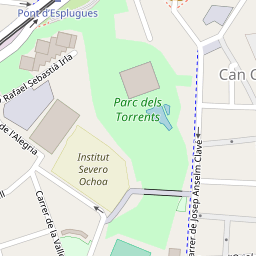 Pont d'Esplugues
Rafael Sebastià Irla
Parc dels
Torrents
Can
de l'Alegria
Institut
Severo
Ochoa
Carrer de la Valle
Carrer de Josep Anselm Clavé